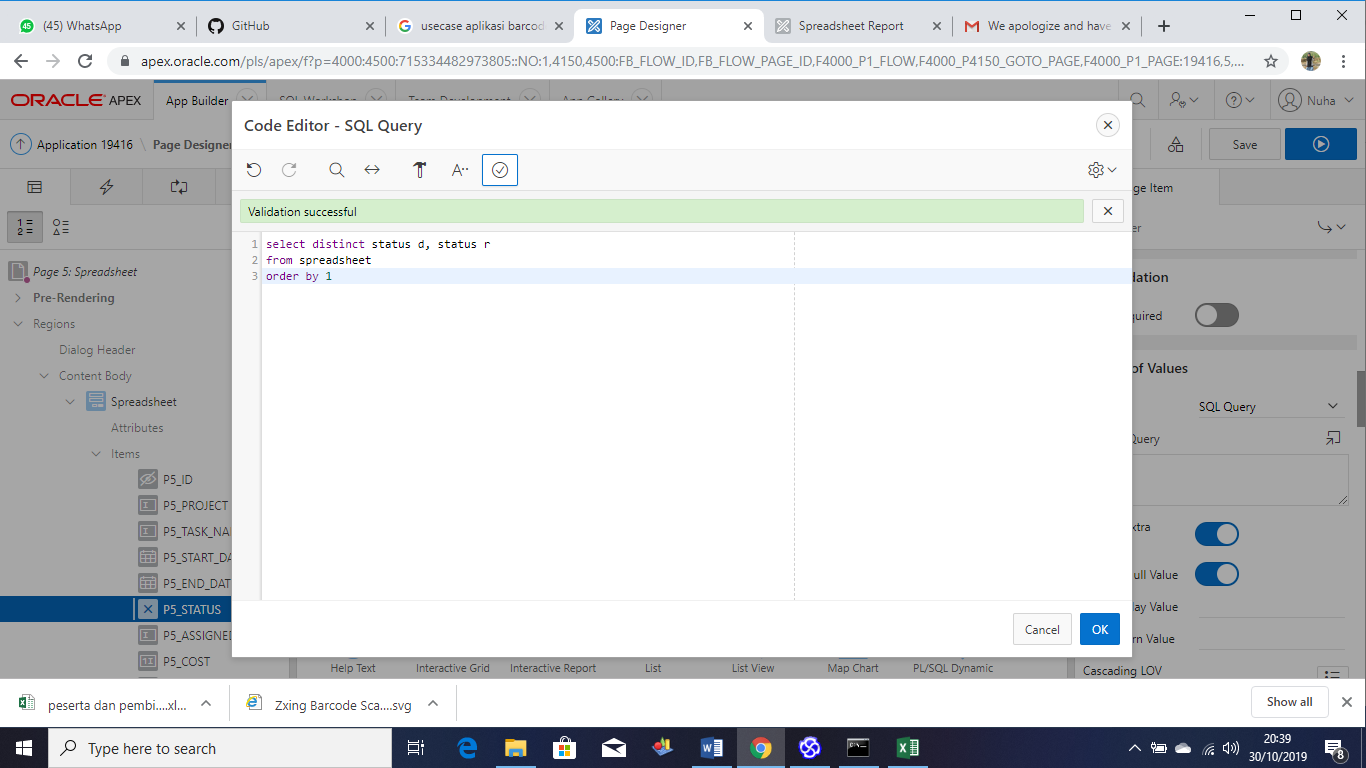 45
(45) WhatsApp
GitHub
usecase aplikasi barcod
Page Designer
Spreadsheet Report
We apologize and have
apex.oracle.com/pls/apex/f?p=4000:4500:715334482973805::NO:1,4150,4500:FB_FLOW_ID,FB_FLOW_PAGE_ID,F4000_P1_FLOW,F4000_P4150_GOTO_PAGE,F4000_P1_PAGE:19416,5,...
ORACLE APEX
App Builder
SQL Workshop
Team Development
App Gallery
Nuha
Application 19416
\
Page Designer
Save
Code Editor - SQL Query
Validation successful
1 select distinct status d, status r
2 from spreadsheet
3 order by 1
Cancel
OK
Page 5: Spreadsheet
Pre-Rendering
Regions
Dialog Header
Content Body
Spreadsheet
Attributes
Items
P5_ID
P5_PROJECT
P5_TASK_NA
P5_START_DA
P5_END_DAT
P5_STATUS
P5_ASSIGNED
P5_COST
ge Item
er
lation
uired
of Values
SQL Query
Query
xtra
ull Value
lay Value
rn Value
Cascading LOV
Help Text
Interactive Grid
Interactive Report
List
List View
Map Chart
PL/SQL Dynamic
peserta dan pembi....xl...
Zxing Barcode Sca....svg
Show all
Type here to search
20:39
30/10/2019
8